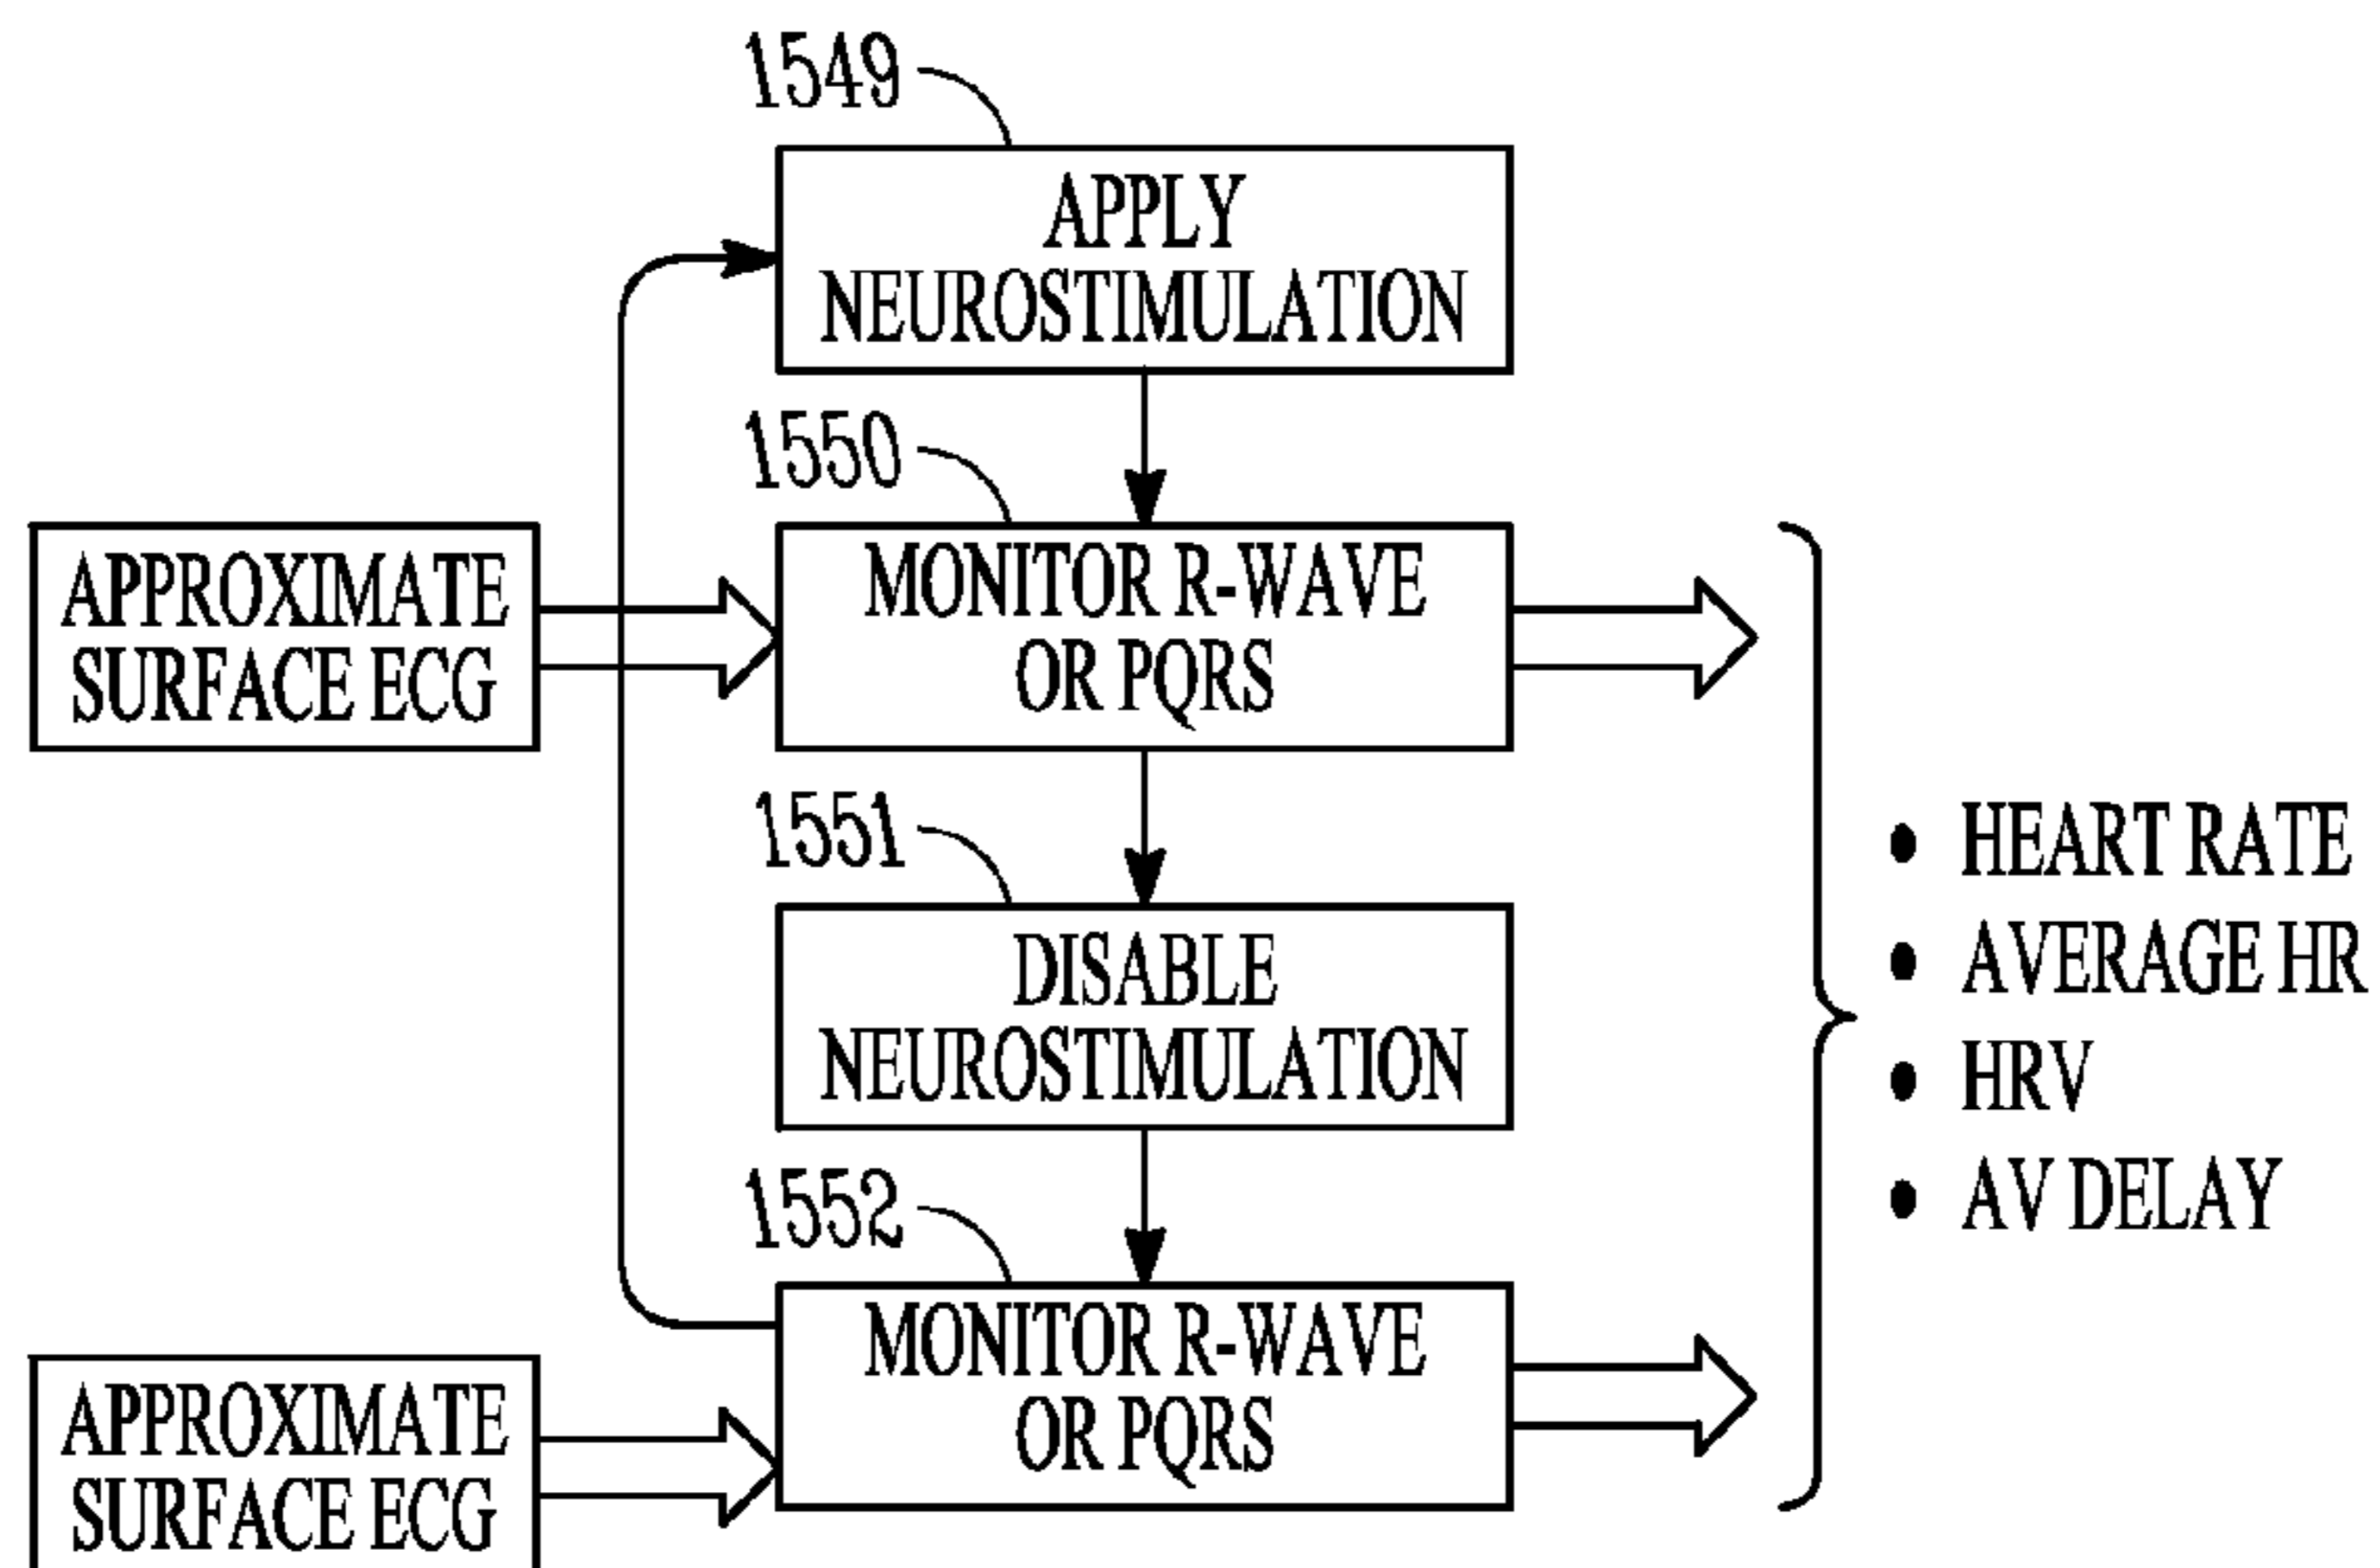 1549
APPLY
NEUROSTIMULATION
1550
APPROXIMATE
SURFACE ECG
MONITOR R-WAVE
OR PQRS
1551
DISABLE
NEUROSTIMULATION
1552
APPROXIMATE
SURFACE ECG
MONITOR R-WAVE
OR PQRS
• HEART RATE
• AVERAGE HR
• HRV
• AV DELAY